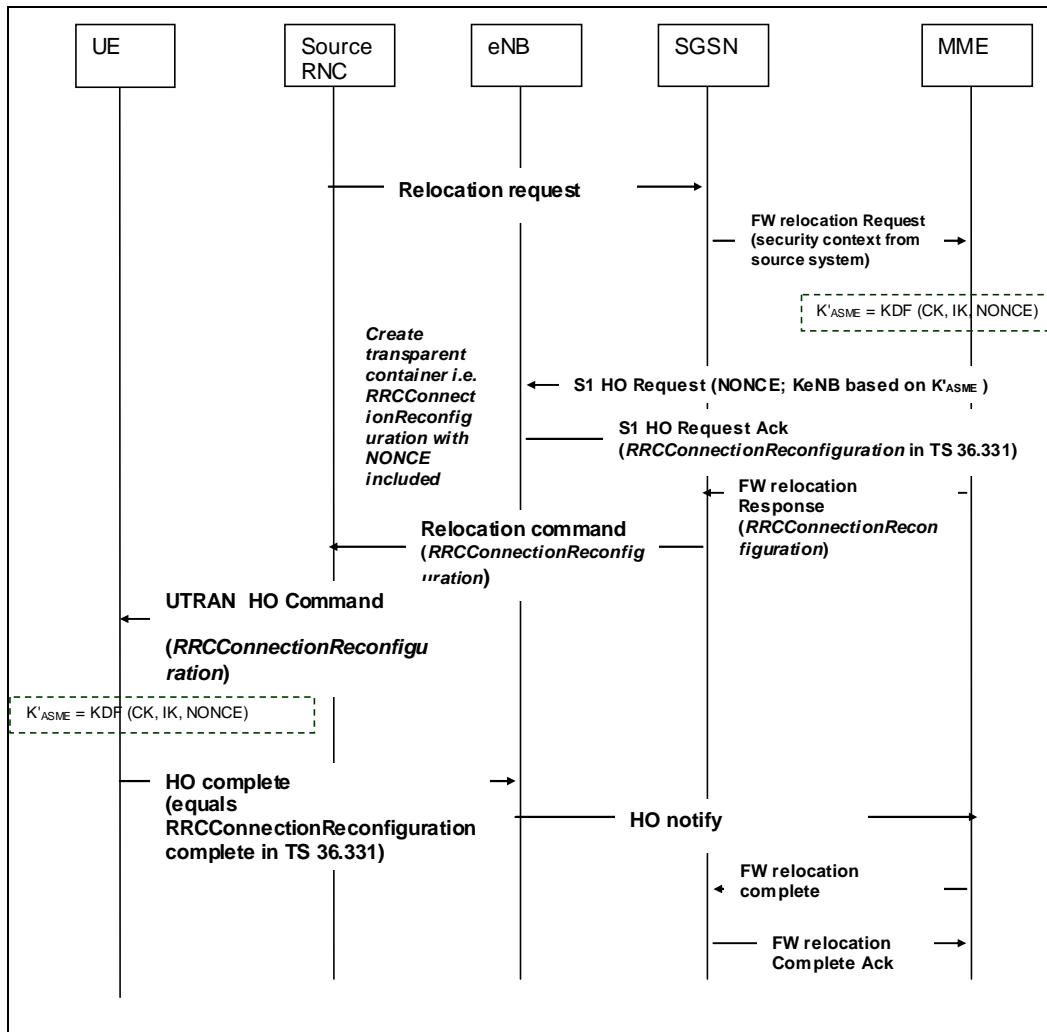 UE
Source
RNC
eNB
SGSN
MME
Relocation request
FW relocation Request
(security context from
source system)
K'ASME = KDF (CK, IK, NONCE)
Create
transparent
container i.e.
RRCConnect
ionReconfig
uration with
NONCE
included
S1 HO Request (NONCE; KeNB based on K'ASME )
S1 HO Request Ack
(RRCConnectionReconfiguration in TS 36.331)
FW relocation
Response
(RRCConnectionRecon
figuration)
Relocation command
(RRCConnectionReconfig
uration)
UTRAN HO Command
(RRCConnectionReconfigu
ration)
K'ASME = KDF (CK, IK, NONCE)
HO complete
(equals
RRCConnectionReconfiguration
complete in TS 36.331)
HO notify
FW relocation
complete
FW relocation
Complete Ack